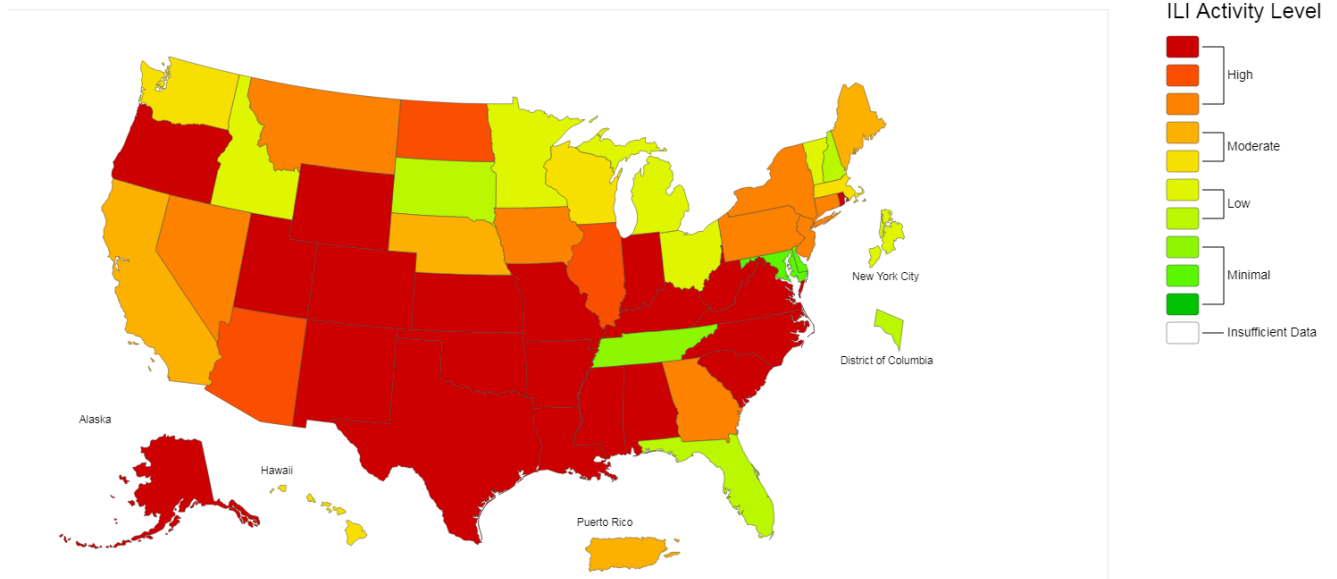 ILI Activity Level
High
Moderate
Low
Minimal
Insufficient Data
New York City
District of Columbia
Alaska
Hawaii
Puerto Rico